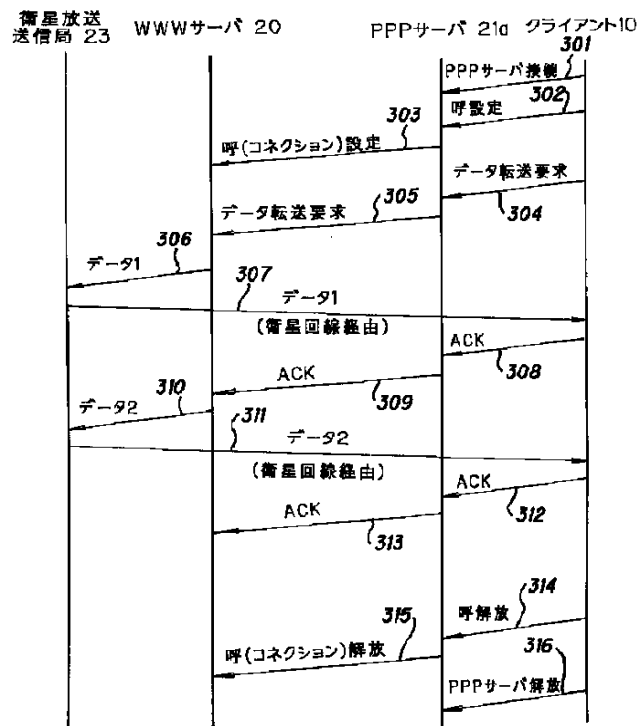 衛星放送
送信局 23
WWWサーバ 20
PPPサーバ 21a
クライアント10
301
PPPサーバ接続
302
呼設定
303
呼(コネクション)設定
データ転送要求
304
305
データ転送要求
306
データ1
307
データ1
(衛星回線経由)
ACK
308
ACK
309
310
データ2
311
データ2
(衛星回線経由)
ACK
312
ACK
313
314
呼解放
315
呼(コネクション)解放
316
PPPサーバ解放